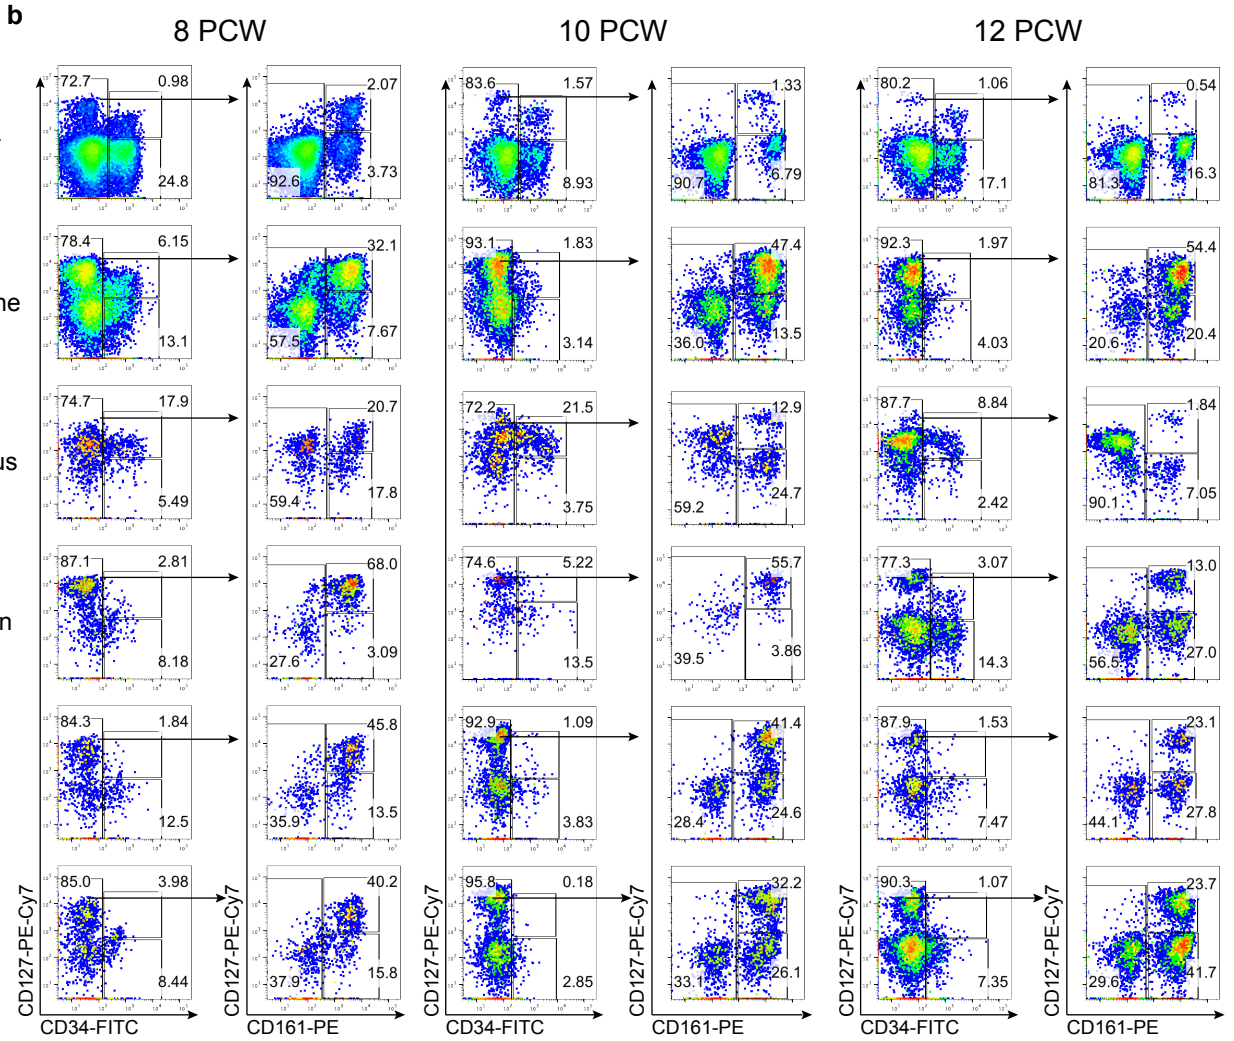 b
8 PCW 10 PCW 12 PCW
72.7 0.98 2.07 83.6 1.57 1.33 80.2 1.06 0.54
24.8 92.6 3.73 8.93 90.7 6.79 17.1 81.3 16.3
78.4 6.15 32.1 93.1 1.83 47.4 92.3 1.97 54.4
ne
13.1 57.5 7.67 3.14 36.0 13.5 4.03 20.6 20.4
74.7 17.9 20.7 72.2 21.5 12.9 87.7 8.84 1.84
us
5.49 59.4 17.8 3.75 59.2 24.7 2.42 90.1 7.05
87.1 2.81 68.0 74.6 5.22 55.7 77.3 3.07 13.0
n
8.18 27.6 3.09 13.5 39.5 3.86 14.3 56.5 27.0
84.3 1.84 45.8 92.9 1.09 41.4 87.9 1.53 23.1
12.5 35.9 13.5 3.83 28.4 24.6 7.47 44.1 27.8
85.0 3.98 40.2 95.8 0.18 32.2 90.3 1.07 23.7
8.44 37.9 15.8 2.85 33.1 26.1 7.35 29.6 41.7
CD127-PE-Cy7 CD127-PE-Cy7 CD127-PE-Cy7 CD127-PE-Cy7 CD127-PE-Cy7 CD127-PE-Cy7
CD34-FITC CD161-PE CD34-FITC CD161-PE CD34-FITC CD161-PE